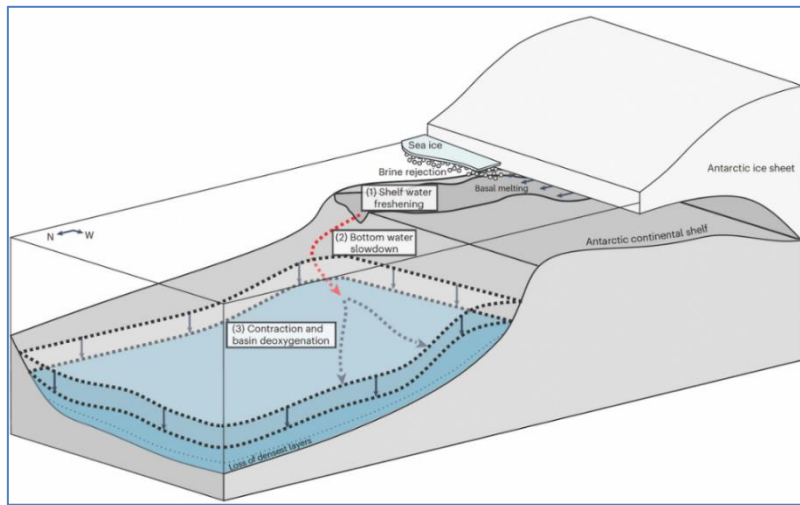 Sea ice
Brine rejection
Antarctic ice sheet
(1) Shelf water
freshening
Basal melting
N W
(2) Bottom water
slowdown
Antarctic continental shelf
(3) Contraction and
basin deoxygenation
Loss of densest layers